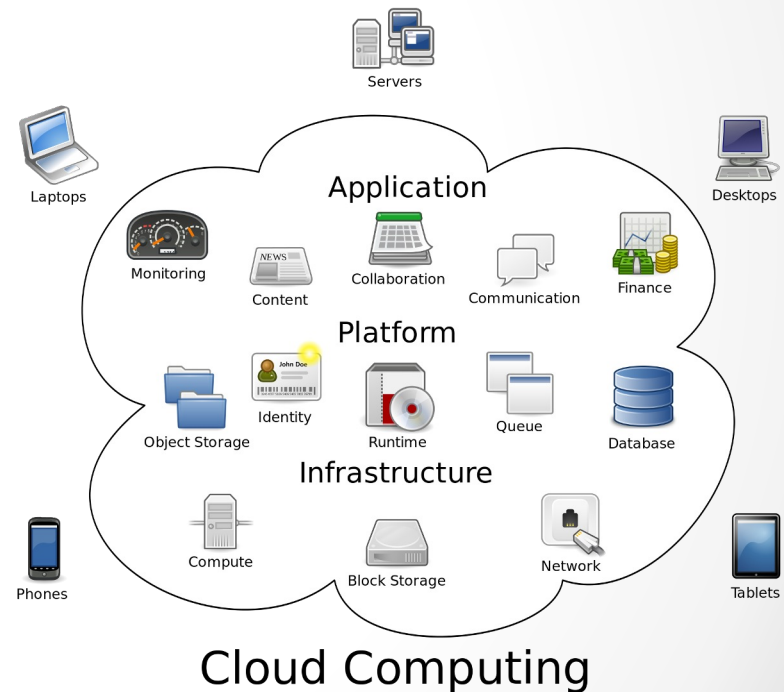 Servers
Laptops
Desktops
Application
Monitoring
NEWS
Content
Collaboration
Communication
Finance
Platform
Object Storage
John Doe
Identity
Runtime
Queue
Database
Infrastructure
Compute
Block Storage
Network
Phones
Tablets
Cloud Computing